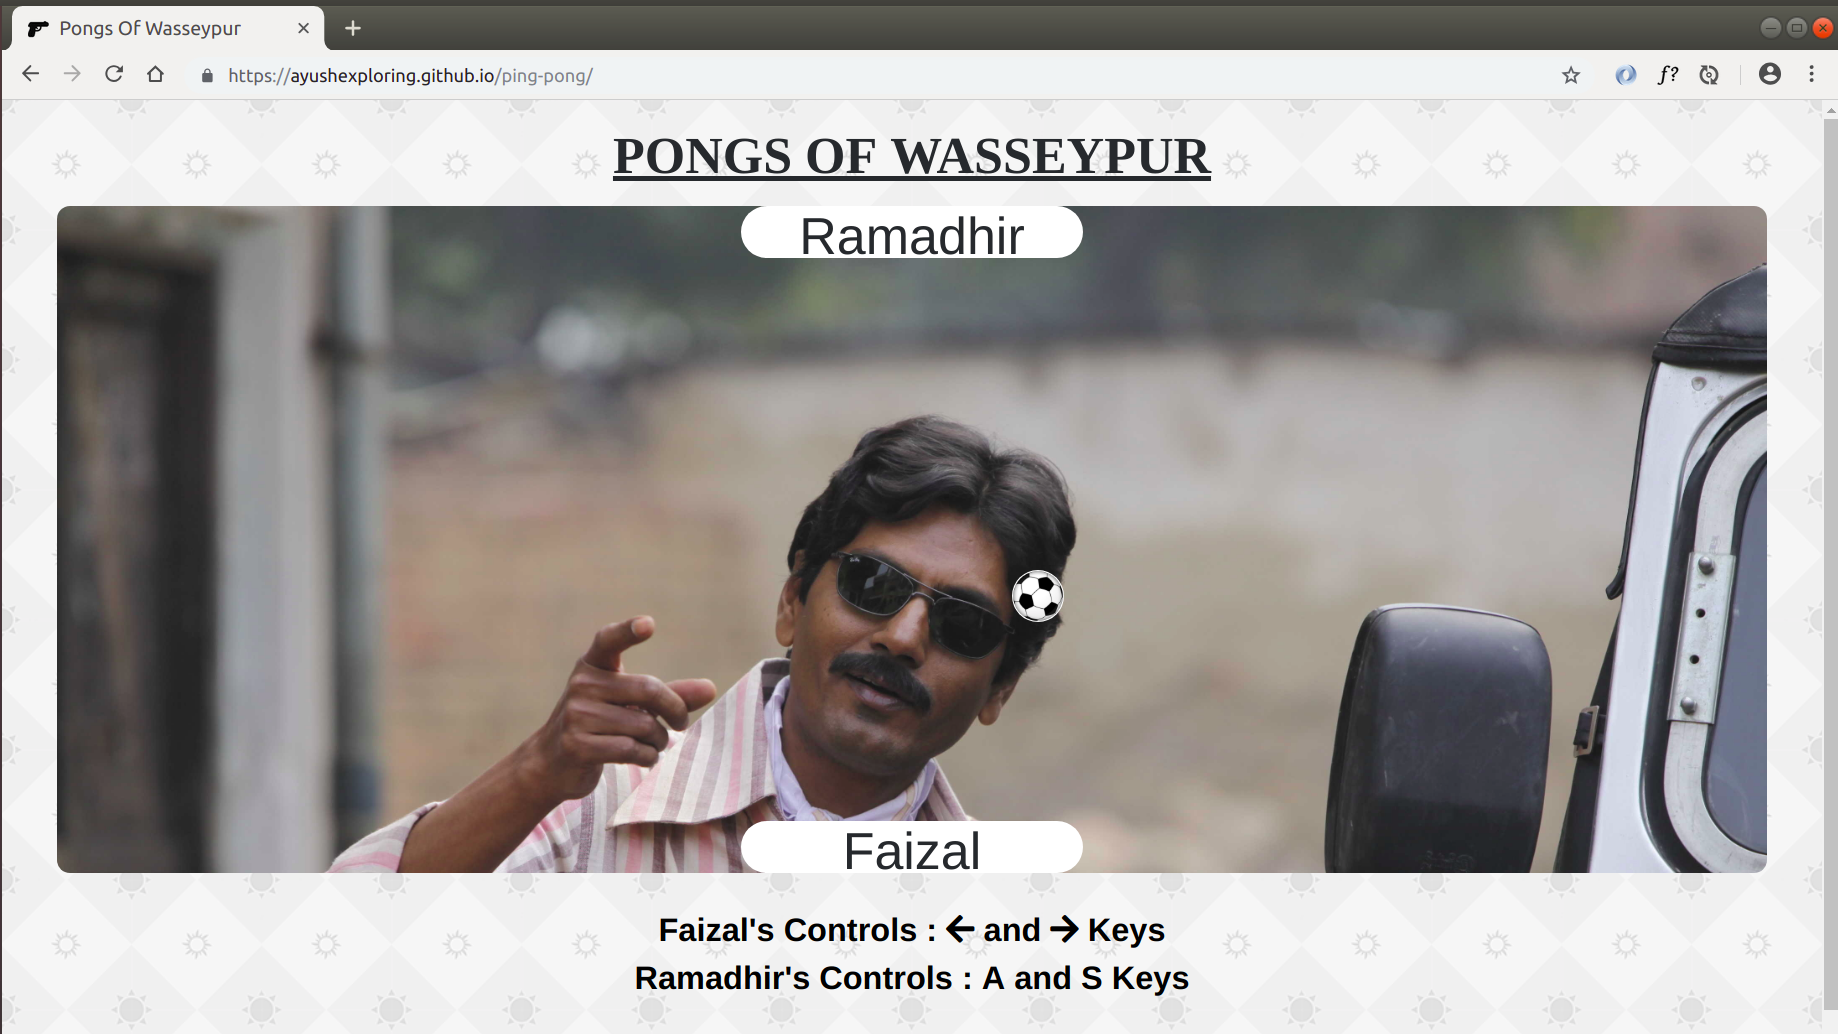 Pongs Of Wasseypur
https://ayushexploring.github.io/ping-pong/
f?
PONGS OF WASSEYPUR
Ramadhir
Faizal
Faizal's Controls : ← and → Keys
Ramadhir's Controls : A and S Keys